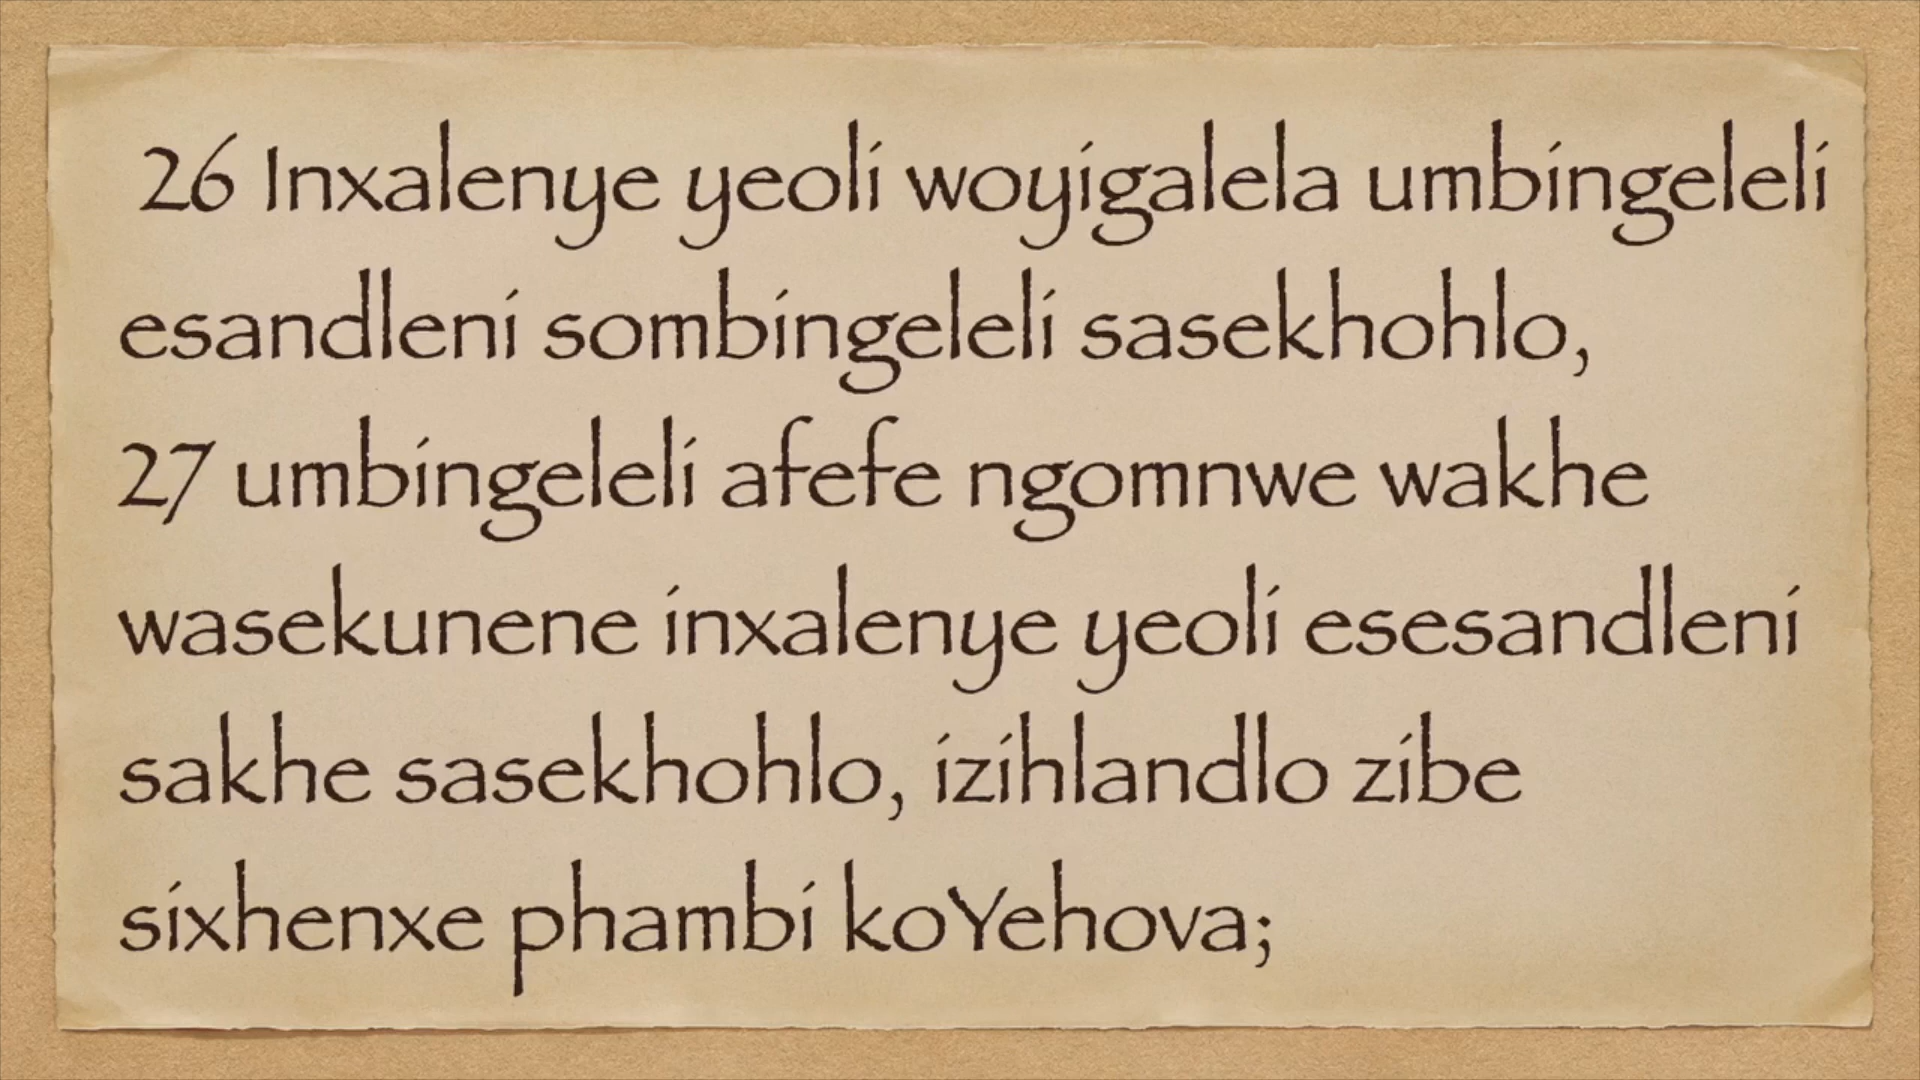 26 Inxalenye yeoli woyigalela umbingeleli
esandleni sombingeleli sasekhohlo,
27 umbingeleli afefe ngomnwe wakhe
wasekunene inxalenye yeoli esesandleni
sakhe sasekhohlo, izihlandlo zibe
sixhenxe phambi koYehova;